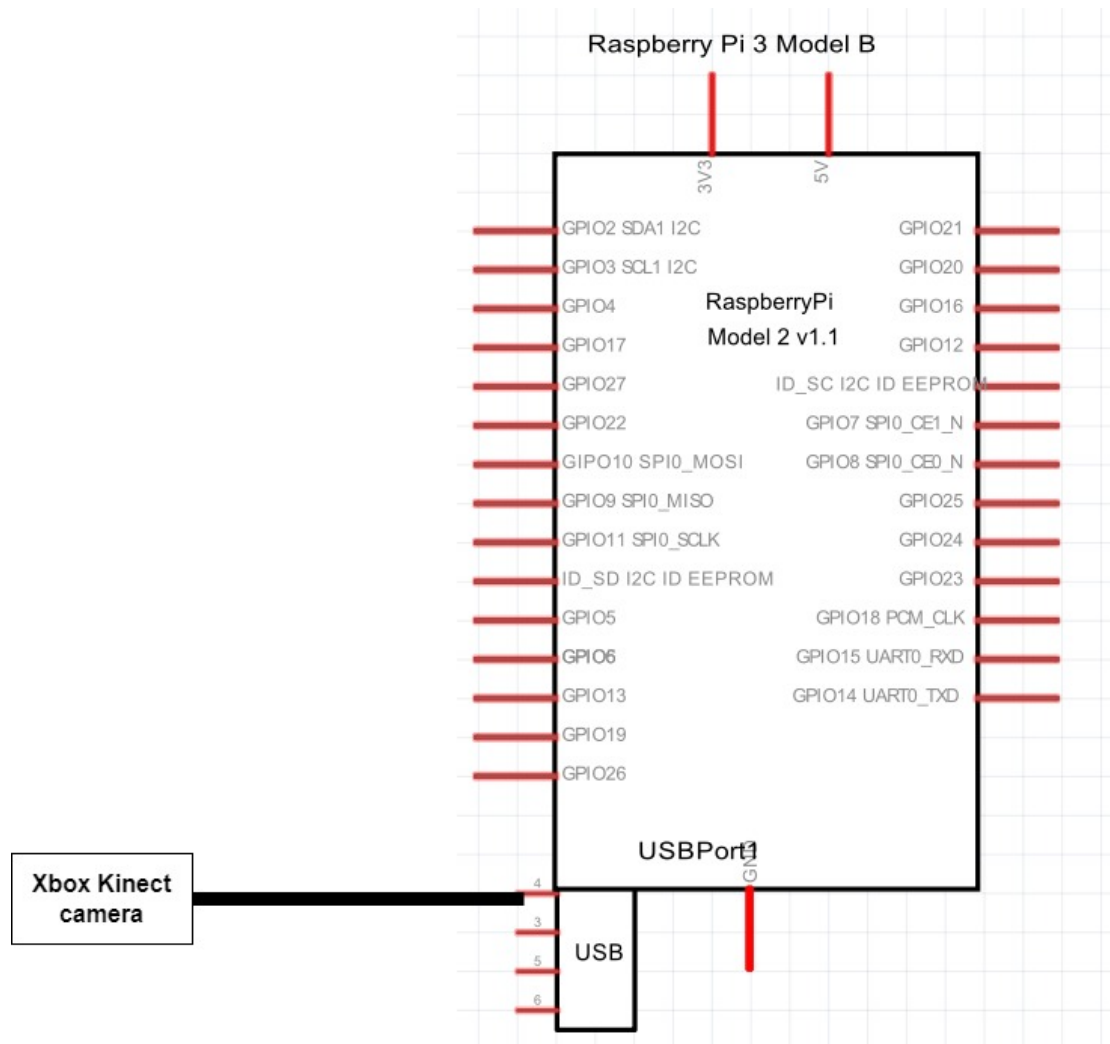 Raspberry Pi 3 Model B
3V3
5V
GPIO2 SDA1 I2C
GPIO21
GPIO3 SCL1 I2C
GPIO20
GPIO4
RaspberryPi
GPIO16
GPIO17
Model 2 v1.1
GPIO12
GPIO27
ID_SC I2C ID EEPROM
GPIO22
GPIO7 SPI0_CE1_N
GIPO10 SPI0_MOSI
GPIO8 SPI0_CE0_N
GPIO9 SPI0_MISO
GPIO25
GPIO11 SPI0_SCLK
GPIO24
ID_SD I2C ID EEPROM
GPIO23
GPIO5
GPIO18 PCM_CLK
GPIO6
GPIO15 UART0_RXD
GPIO13
GPIO14 UART0_TXD
GPIO19
GPIO26
USBPort1
GND
Xbox Kinect
camera
4
3
USB
5
6